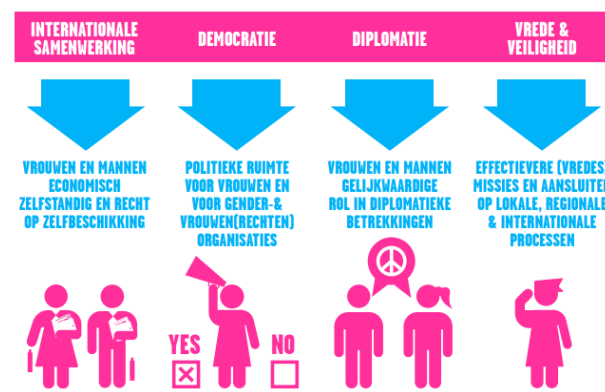 INTERNATIONALE
SAMENWERKING
DEMOCRATIE
DIPLOMATIE
VREDE &
VEILIGHEID
VROUWEN EN MANNEN
ECONOMISCH
ZELFSTANDIG EN RECHT
OP ZELFBESCHIKKING
POLITIEKE RUIMTE
VOOR VROUWEN EN
VOOR GENDER-&
VROUWEN(RECHTEN)
ORGANISATIES
VROUWEN EN MANNEN
GELIJKWAARDIGE
ROL IN DIPLOMATIEKE
BETREKKINGEN
EFFECTIEVERE (VREDES)
MISSIES EN AANSLUITEN
OP LOKALE, REGIONALE
& INTERNATIONALE
PROCESSEN
YES
NO